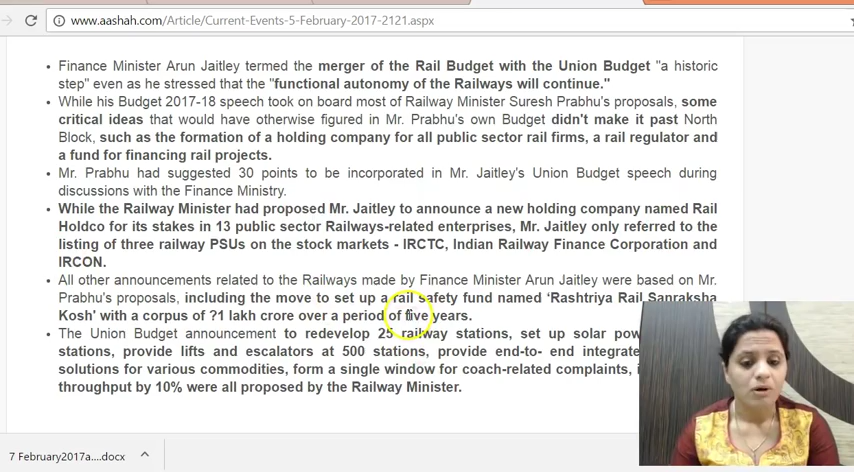 www.aashah.com/Article/Current-Events-5-February-2017-2121.aspx
• Finance Minister Arun Jaitley termed the merger of the Rail Budget with the Union Budget "a historic
step" even as he stressed that the "functional autonomy of the Railways will continue."
• While his Budget 2017-18 speech took on board most of Railway Minister Suresh Prabhu's proposals, some
critical ideas that would have otherwise figured in Mr. Prabhu's own Budget didn't make it past North
Block, such as the formation of a holding company for all public sector rail firms, a rail regulator and
a fund for financing rail projects.
• Mr. Prabhu had suggested 30 points to be incorporated in Mr. Jaitley's Union Budget speech during
discussions with the Finance Ministry.
• While the Railway Minister had proposed Mr. Jaitley to announce a new holding company named Rail
Holdco for its stakes in 13 public sector Railways-related enterprises, Mr. Jaitley only referred to the
listing of three railway PSUs on the stock markets - IRCTC, Indian Railway Finance Corporation and
IRCON.
• All other announcements related to the Railways made by Finance Minister Arun Jaitley were based on Mr.
Prabhu's proposals, including the move to set up a rail safety fund named ‘Rashtriya Rail Sanraksha
Kosh' with a corpus of ?1 lakh crore over a period of five years.
• The Union Budget announcement to redevelop 25 railway stations, set up solar
stations, provide lifts and escalators at 500 stations, provide end-to- end
solutions for various commodities, form a single window for coach-related complaints,
throughput by 10% were all proposed by the Railway Minister.
7 February2017a....docx